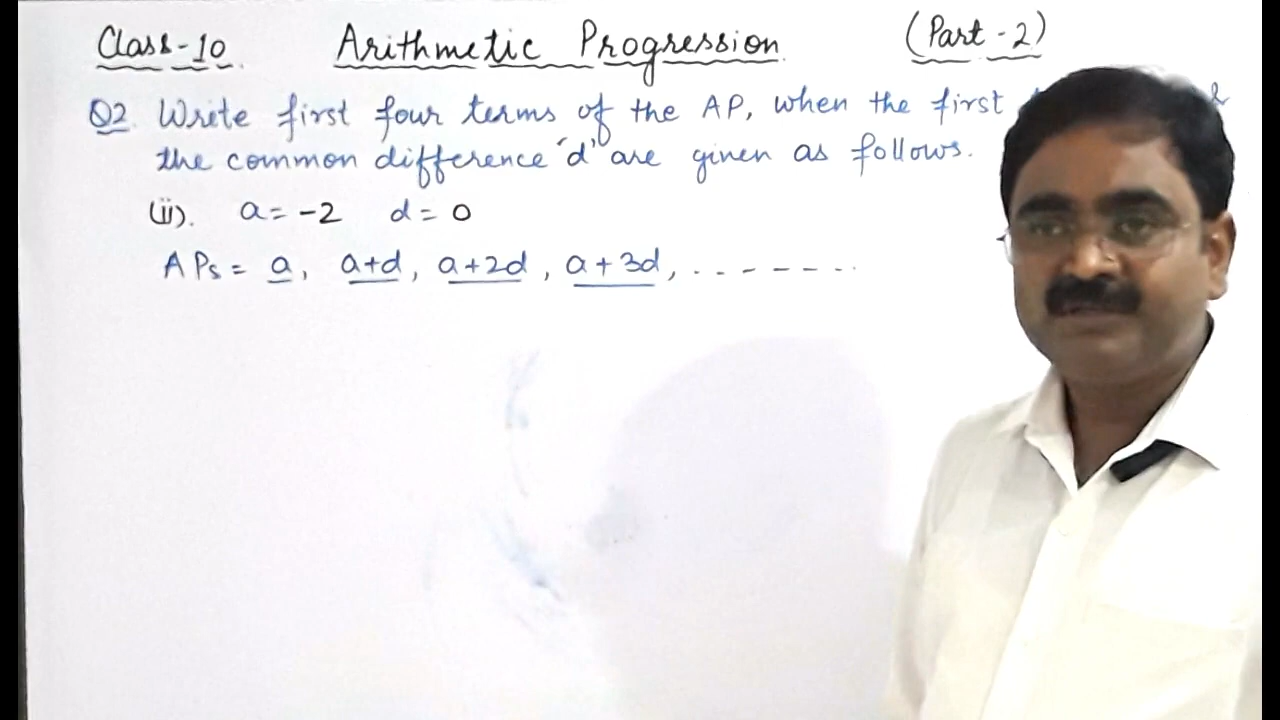 Class-10 Arithmetic Progression (Part-2)
Q2. Write first four terms of the AP, when the first &
the common difference 'd' are given as follows.
(ii). a = -2 d = 0
APs = a, a+d, a+2d, a+3d, .------..